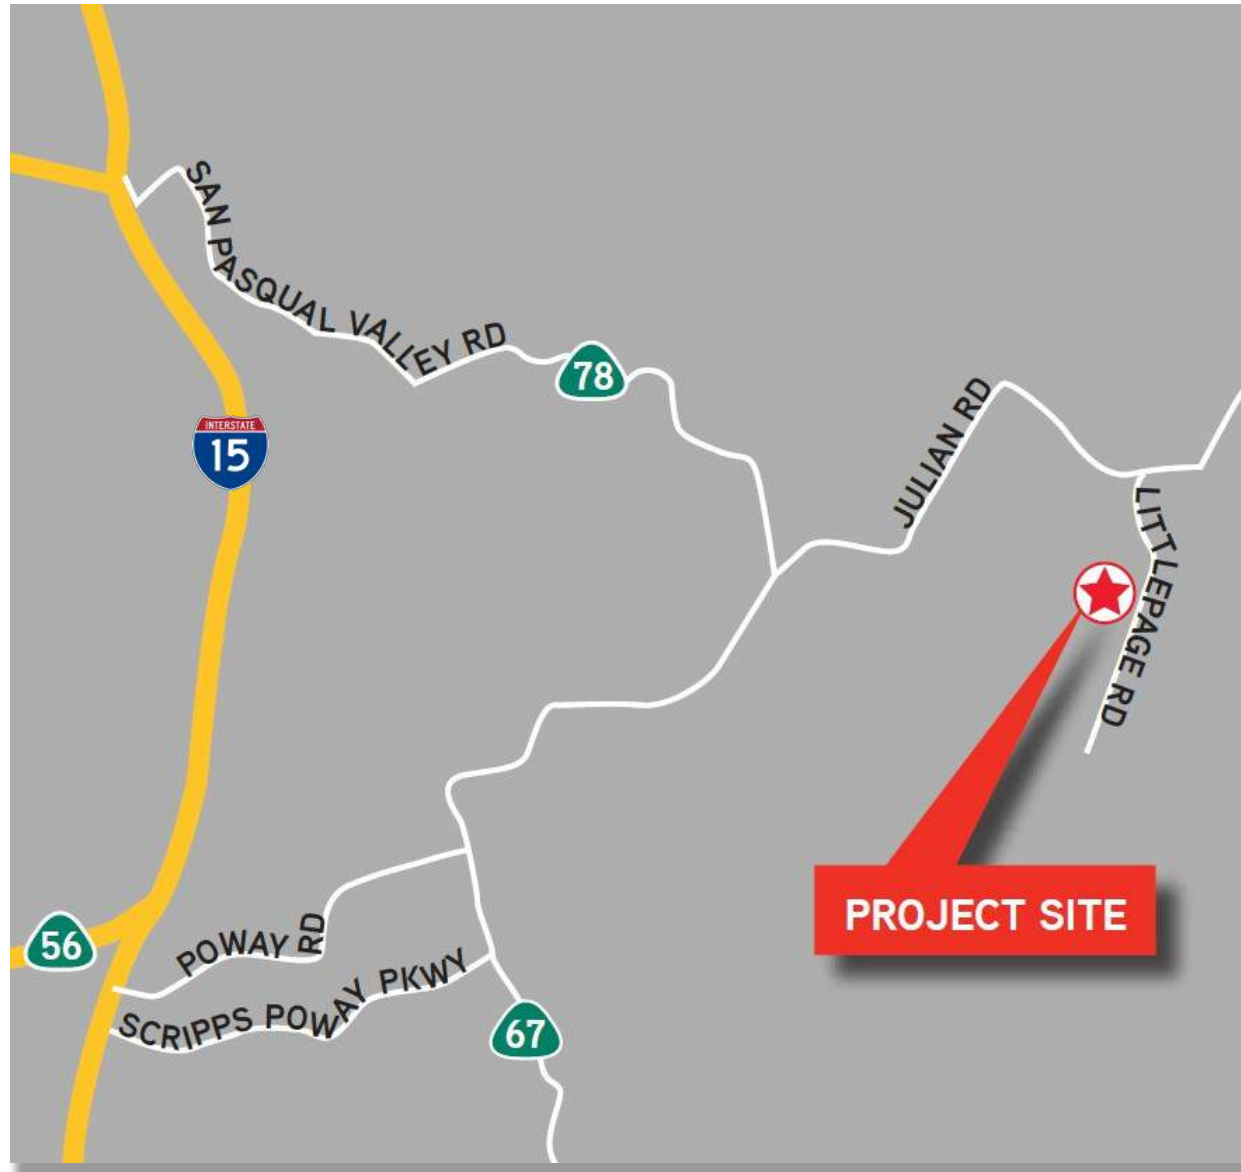 SAN PASQUAL VALLEY RD
78
JULIAN RD
INTERSTATE
15
LITTLEPAGE RD
PROJECT SITE
56
POWAY RD
SCRIPPS POWAY PKWY
67